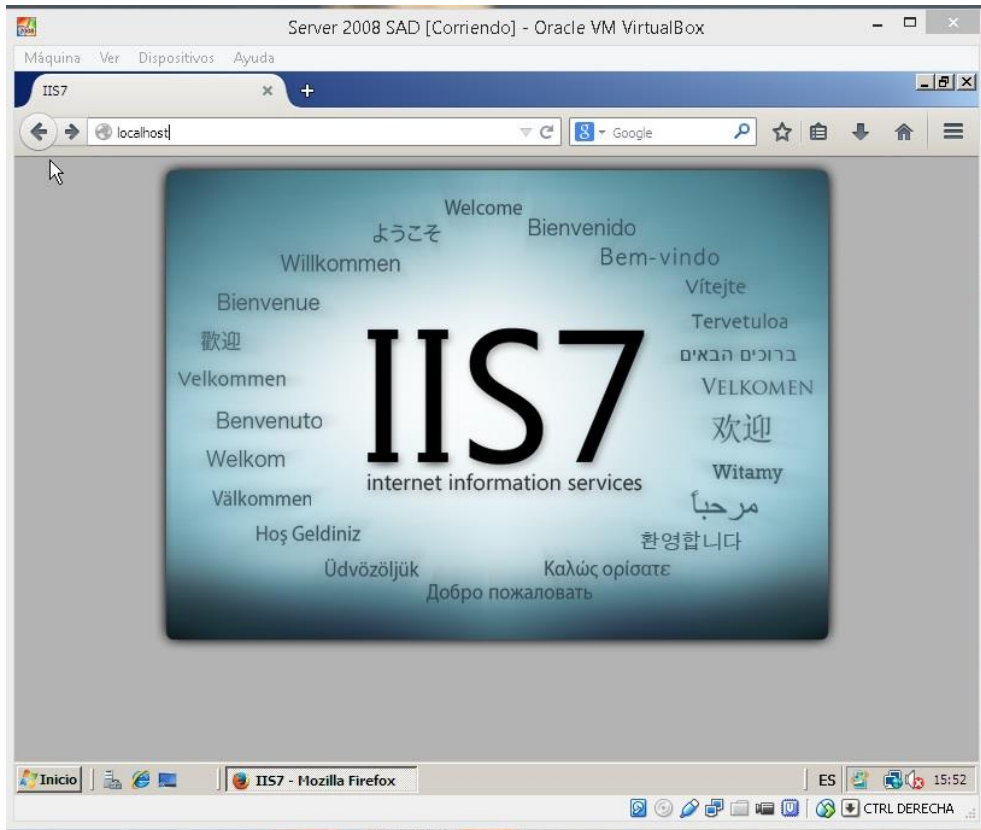 Server 2008 SAD [Corriendo] - Oracle VM VirtualBox
Máquina Ver Dispositivos Ayuda
IIS7
localhost
Google
Welcome
ようこそ
Bienvenido
Willkommen
Bem-vindo
Bienvenue
Vítejte
歡迎
Tervetuloa
ברוכים הבאים
Velkommen
VELKOMEN
Benvenuto
欢迎
Welkom
Witamy
Välkommen
مرحباً
Hoş Geldiniz
환영합니다
Üdvözöljük
Καλώς ορίσατε
Добро пожаловать
IIS7
internet information services
Inicio
IIS7 - Mozilla Firefox
ES
15:52
CTRL DERECHA